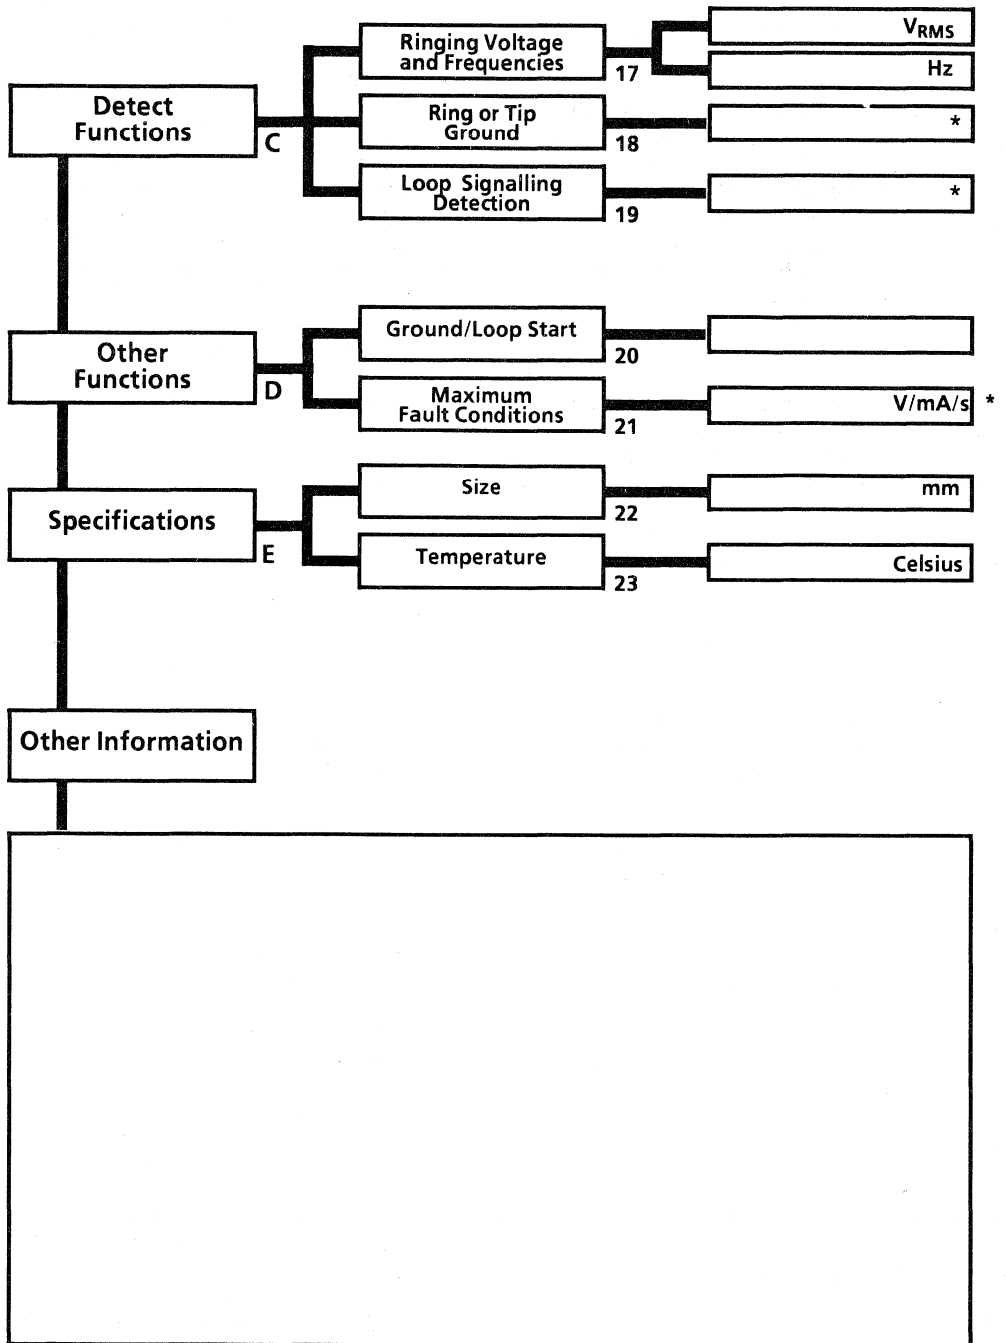 Detect
Functions
C
Ringing Voltage
and Frequencies
17
VRMS
Hz
Ring or Tip
Ground
18
*
Loop Signalling
Detection
19
*
Other
Functions
D
Ground/Loop Start
20
Maximum
Fault Conditions
21
V/mA/s *
Specifications
E
Size
22
mm
Temperature
23
Celsius
Other Information